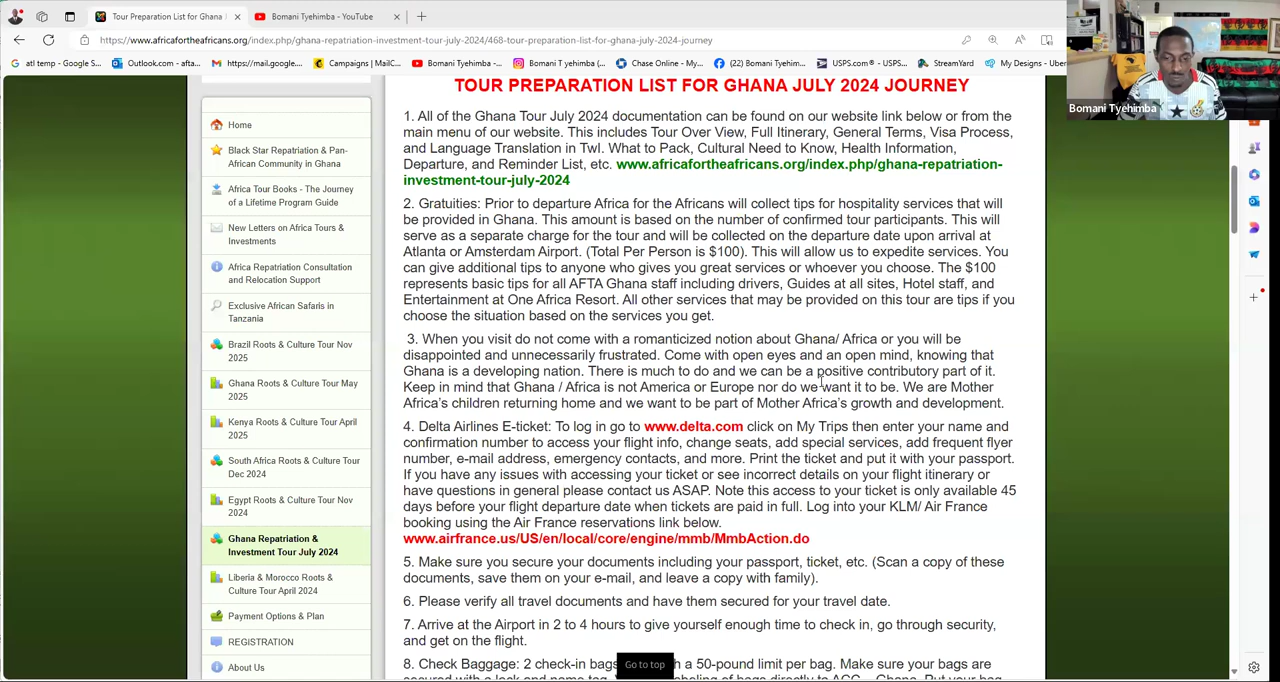 Tour Preparation List for Ghana
Bomani Tyehimba - YouTube
https://www.africafortheafricans.org/index.php/ghana-repatriation-investment-tour-july-2024/468-tour-preparation-list-for-ghana-july-2024-journey
atl temp - Google S...
Outlook.com - afta...
https://mail.google....
Campaigns | MailC...
Bomani Tyehimba -...
Bomani T yehimba (...
Chase Online - My...
(22) Bomani Tyehim...
USPS.com® - USPS...
StreamYard
My Designs - Uber
Bomani Tyehimba
Home
Black Star Repatriation & Pan-
African Community in Ghana
Africa Tour Books - The Journey
of a Lifetime Program Guide
New Letters on Africa Tours &
Investments
Africa Repatriation Consultation
and Relocation Support
Exclusive African Safaris in
Tanzania
Brazil Roots & Culture Tour Nov
2025
Ghana Roots & Culture Tour May
2025
Kenya Roots & Culture Tour April
2025
South Africa Roots & Culture Tour
Dec 2024
Egypt Roots & Culture Tour Nov
2024
Ghana Repatriation &
Investment Tour July 2024
Liberia & Morocco Roots &
Culture Tour April 2024
Payment Options & Plan
REGISTRATION
About Us
TOUR PREPARATION LIST FOR GHANA JULY 2024 JOURNEY
1. All of the Ghana Tour July 2024 documentation can be found on our website link below or from the
main menu of our website. This includes Tour Over View, Full Itinerary, General Terms, Visa Process,
and Language Translation in Twl. What to Pack, Cultural Need to Know, Health Information,
Departure, and Reminder List, etc. www.africafortheafricans.org/index.php/ghana-repatriation-
investment-tour-july-2024
2. Gratuities: Prior to departure Africa for the Africans will collect tips for hospitality services that will
be provided in Ghana. This amount is based on the number of confirmed tour participants. This will
serve as a separate charge for the tour and will be collected on the departure date upon arrival at
Atlanta or Amsterdam Airport. (Total Per Person is $100). This will allow us to expedite services. You
can give additional tips to anyone who gives you great services or whoever you choose. The $100
represents basic tips for all AFTA Ghana staff including drivers, Guides at all sites, Hotel staff, and
Entertainment at One Africa Resort. All other services that may be provided on this tour are tips if you
choose the situation based on the services you get.
3. When you visit do not come with a romanticized notion about Ghana/ Africa or you will be
disappointed and unnecessarily frustrated. Come with open eyes and an open mind, knowing that
Ghana is a developing nation. There is much to do and we can be a positive contributory part of it.
Keep in mind that Ghana / Africa is not America or Europe nor do we want it to be. We are Mother
Africa's children returning home and we want to be part of Mother Africa's growth and development.
4. Delta Airlines E-ticket: To log in go to www.delta.com click on My Trips then enter your name and
confirmation number to access your flight info, change seats, add special services, add frequent flyer
number, e-mail address, emergency contacts, and more. Print the ticket and put it with your passport.
If you have any issues with accessing your ticket or see incorrect details on your flight itinerary or
have questions in general please contact us ASAP. Note this access to your ticket is only available 45
days before your flight departure date when tickets are paid in full. Log into your KLM/ Air France
booking using the Air France reservations link below.
www.airfrance.us/US/en/local/core/engine/mmb/MmbAction.do
5. Make sure you secure your documents including your passport, ticket, etc. (Scan a copy of these
documents, save them on your e-mail, and leave a copy with family).
6. Please verify all travel documents and have them secured for your travel date.
7. Arrive at the Airport in 2 to 4 hours to give yourself enough time to check in, go through security,
and get on the flight.
8. Check Baggage: 2 check-in bags a 50-pound limit per bag. Make sure your bags are
Go to top